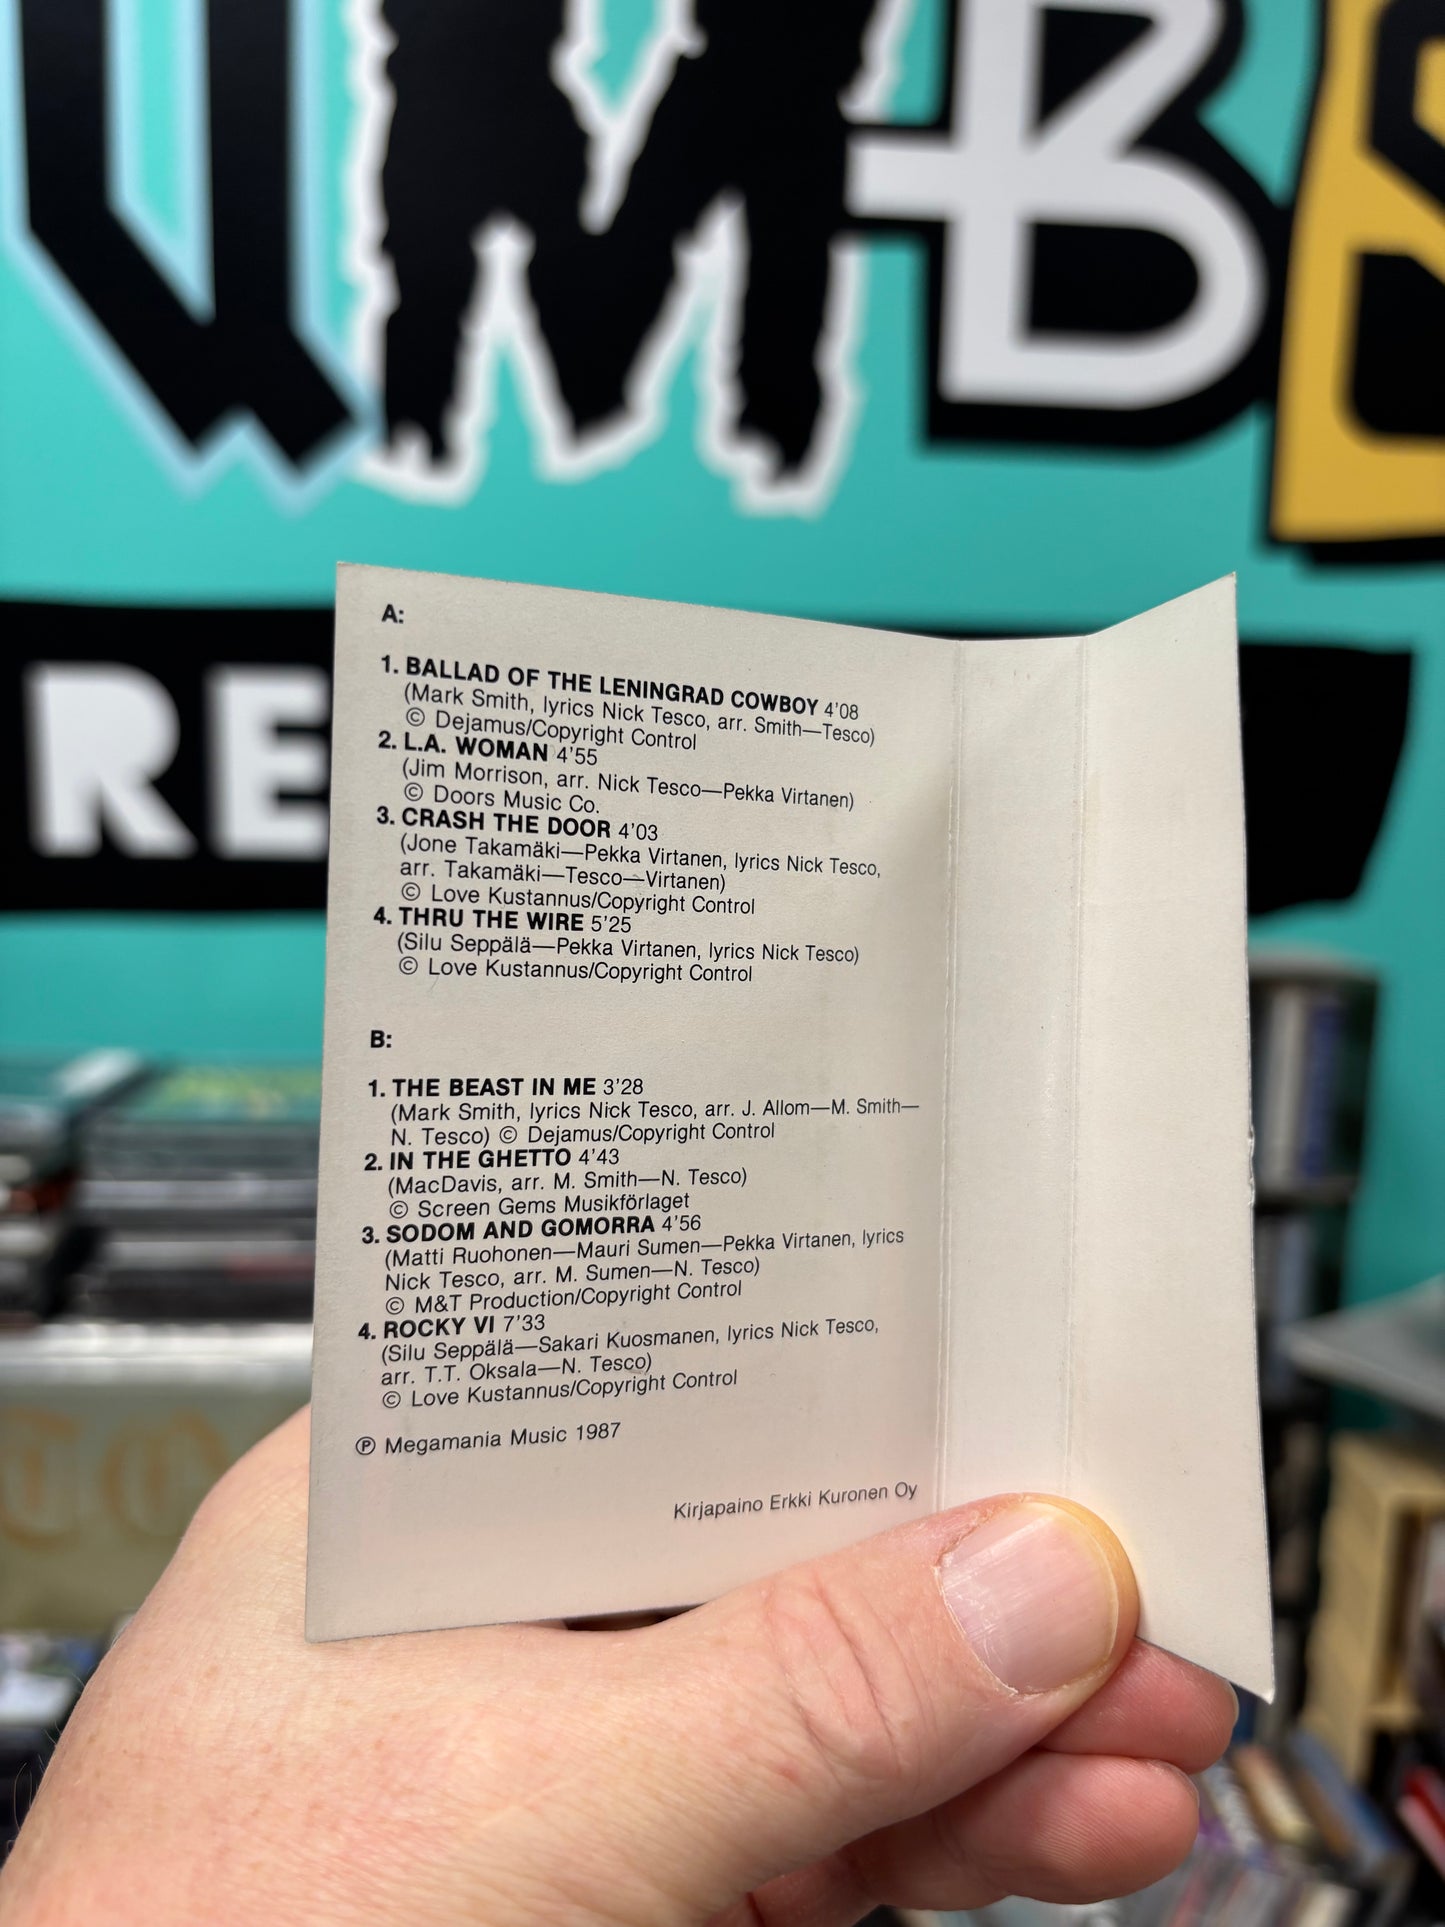 UMBS
RE
A:
1. BALLAD OF THE LENINGRAD COWBOY 4'08
(Mark Smith, lyrics Nick Tesco, arr. Smith—Tesco)
© Dejamus/Copyright Control
2. L.A. WOMAN 4'55
(Jim Morrison, arr. Nick Tesco—Pekka Virtanen)
© Doors Music Co.
3. CRASH THE DOOR 4'03
(Jone Takamäki—Pekka Virtanen, lyrics Nick Tesco,
arr. Takamäki—Tesco—Virtanen)
© Love Kustannus/Copyright Control
4. THRU THE WIRE 5'25
(Silu Seppälä—Pekka Virtanen, lyrics Nick Tesco)
© Love Kustannus/Copyright Control
B:
1. THE BEAST IN ME 3'28
(Mark Smith, lyrics Nick Tesco, arr. J. Allom—M. Smith—
N. Tesco) © Dejamus/Copyright Control
2. IN THE GHETTO 4'43
(MacDavis, arr. M. Smith—N. Tesco)
© Screen Gems Musikförlaget
3. SODOM AND GOMORRA 4'56
(Matti Ruohonen—Mauri Sumen—Pekka Virtanen, lyrics
Nick Tesco, arr. M. Sumen—N. Tesco)
© M&T Production/Copyright Control
4. ROCKY VI 7'33
(Silu Seppälä—Sakari Kuosmanen, lyrics Nick Tesco,
arr. T.T. Oksala—N. Tesco)
© Love Kustannus/Copyright Control
℗ Megamania Music 1987
Kirjapaino Erkki Kuronen Oy